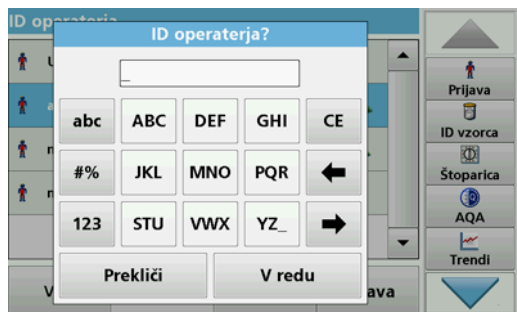 ID operaterja
ID operaterja?
_
abc ABC DEF GHI CE
#% JKL MNO PQR
123 STU VWX YZ_
Prekliči V redu
Prijava
ID vzorca
Štoparica
AQA
Trendi